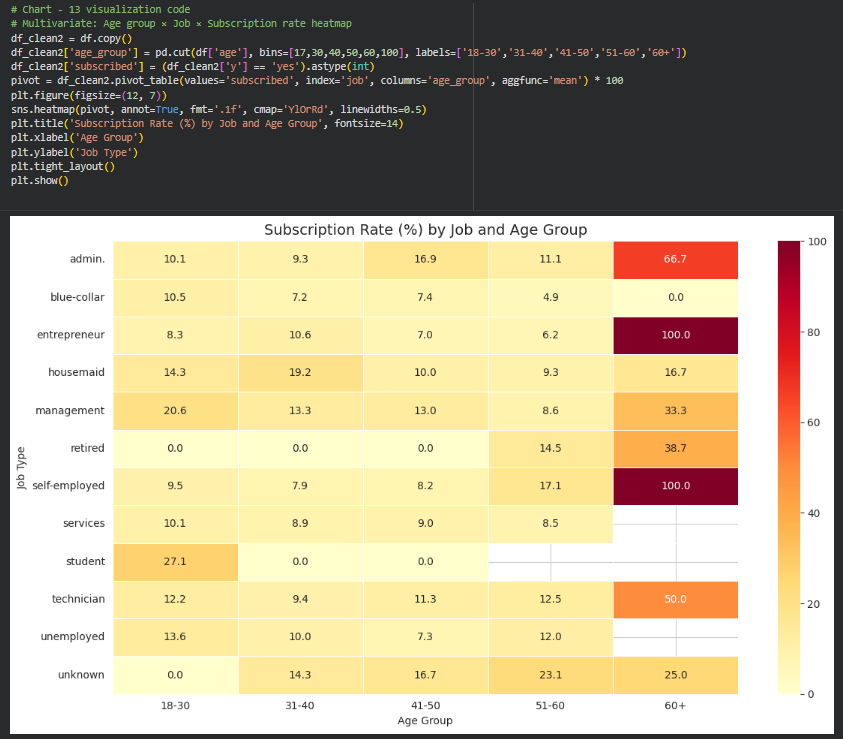 # Chart - 13 visualization code
# Multivariate: Age group × Job × Subscription rate heatmap
df_clean2 = df.copy()
df_clean2['age_group'] = pd.cut(df['age'], bins=[17,30,40,50,60,100], labels=['18-30','31-40','41-50','51-60','60+'])
df_clean2['subscribed'] = (df_clean2['y'] == 'yes').astype(int)
pivot = df_clean2.pivot_table(values='subscribed', index='job', columns='age_group', aggfunc='mean') * 100
plt.figure(figsize=(12, 7))
sns.heatmap(pivot, annot=True, fmt='.1f', cmap='YlOrRd', linewidths=0.5)
plt.title('Subscription Rate (%) by Job and Age Group', fontsize=14)
plt.xlabel('Age Group')
plt.ylabel('Job Type')
plt.tight_layout()
plt.show()
Subscription Rate (%) by Job and Age Group
admin. 10.1 9.3 16.9 11.1 66.7
blue-collar 10.5 7.2 7.4 4.9 0.0
entrepreneur 8.3 10.6 7.0 6.2 100.0
housemaid 14.3 19.2 10.0 9.3 16.7
management 20.6 13.3 13.0 8.6 33.3
retired 0.0 0.0 0.0 14.5 38.7
self-employed 9.5 7.9 8.2 17.1 100.0
services 10.1 8.9 9.0 8.5
student 27.1 0.0 0.0
technician 12.2 9.4 11.3 12.5 50.0
unemployed 13.6 10.0 7.3 12.0
unknown 0.0 14.3 16.7 23.1 25.0
18-30 31-40 41-50 51-60 60+
Age Group
Job Type
100
80
60
40
20
0